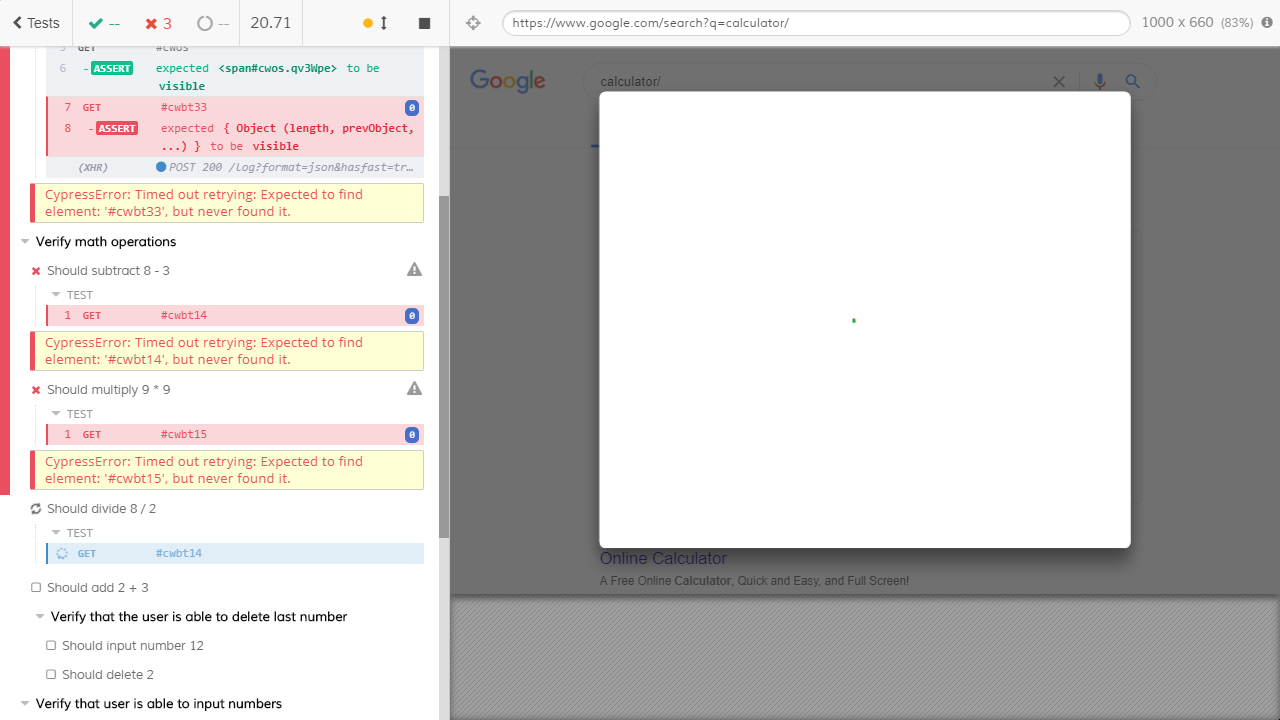 Tests
--
3
--
20.71
https://www.google.com/search?q=calculator/
1000 x 660 (83%)
5 GET #cwos
6 -ASSERT expected <span#cwos.qv3Wpe> to be
visible
7 GET #cwbt33 0
8 -ASSERT expected { Object (length, prevObject,
...) } to be visible
(XHR) POST 200 /log?format=json&hasfast=tr…
CypressError: Timed out retrying: Expected to find
element: '#cwbt33', but never found it.
Verify math operations
Should subtract 8 - 3
TEST
1 GET #cwbt14 0
CypressError: Timed out retrying: Expected to find
element: '#cwbt14', but never found it.
Should multiply 9 * 9
TEST
1 GET #cwbt15 0
CypressError: Timed out retrying: Expected to find
element: '#cwbt15', but never found it.
Should divide 8 / 2
TEST
GET #cwbt14
Should add 2 + 3
Verify that the user is able to delete last number
Should input number 12
Should delete 2
Verify that user is able to input numbers
Google
calculator/
Online Calculator
A Free Online Calculator, Quick and Easy, and Full Screen!